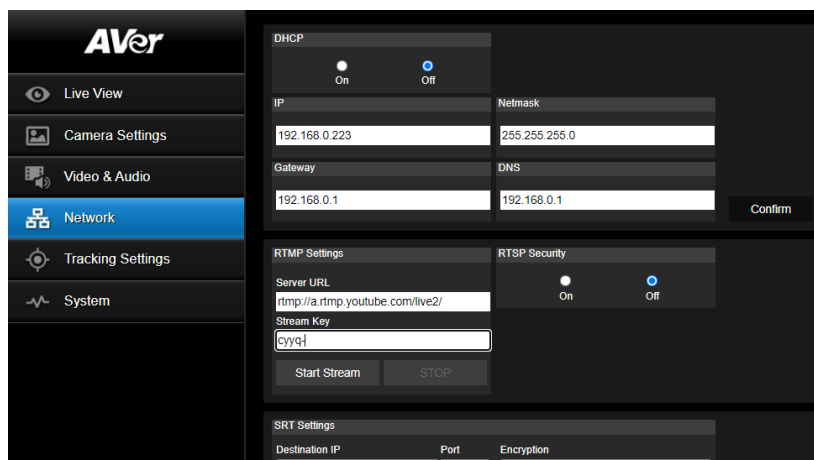 AVer
Live View
Camera Settings
Video & Audio
Network
Tracking Settings
System
DHCP
On Off
IP Netmask
192.168.0.223 255.255.255.0
Gateway DNS
192.168.0.1 192.168.0.1
Confirm
RTMP Settings RTSP Security
Server URL
On Off
rtmp://a.rtmp.youtube.com/live2/
Stream Key
cyyq-
Start Stream STOP
SRT Settings
Destination IP Port Encryption